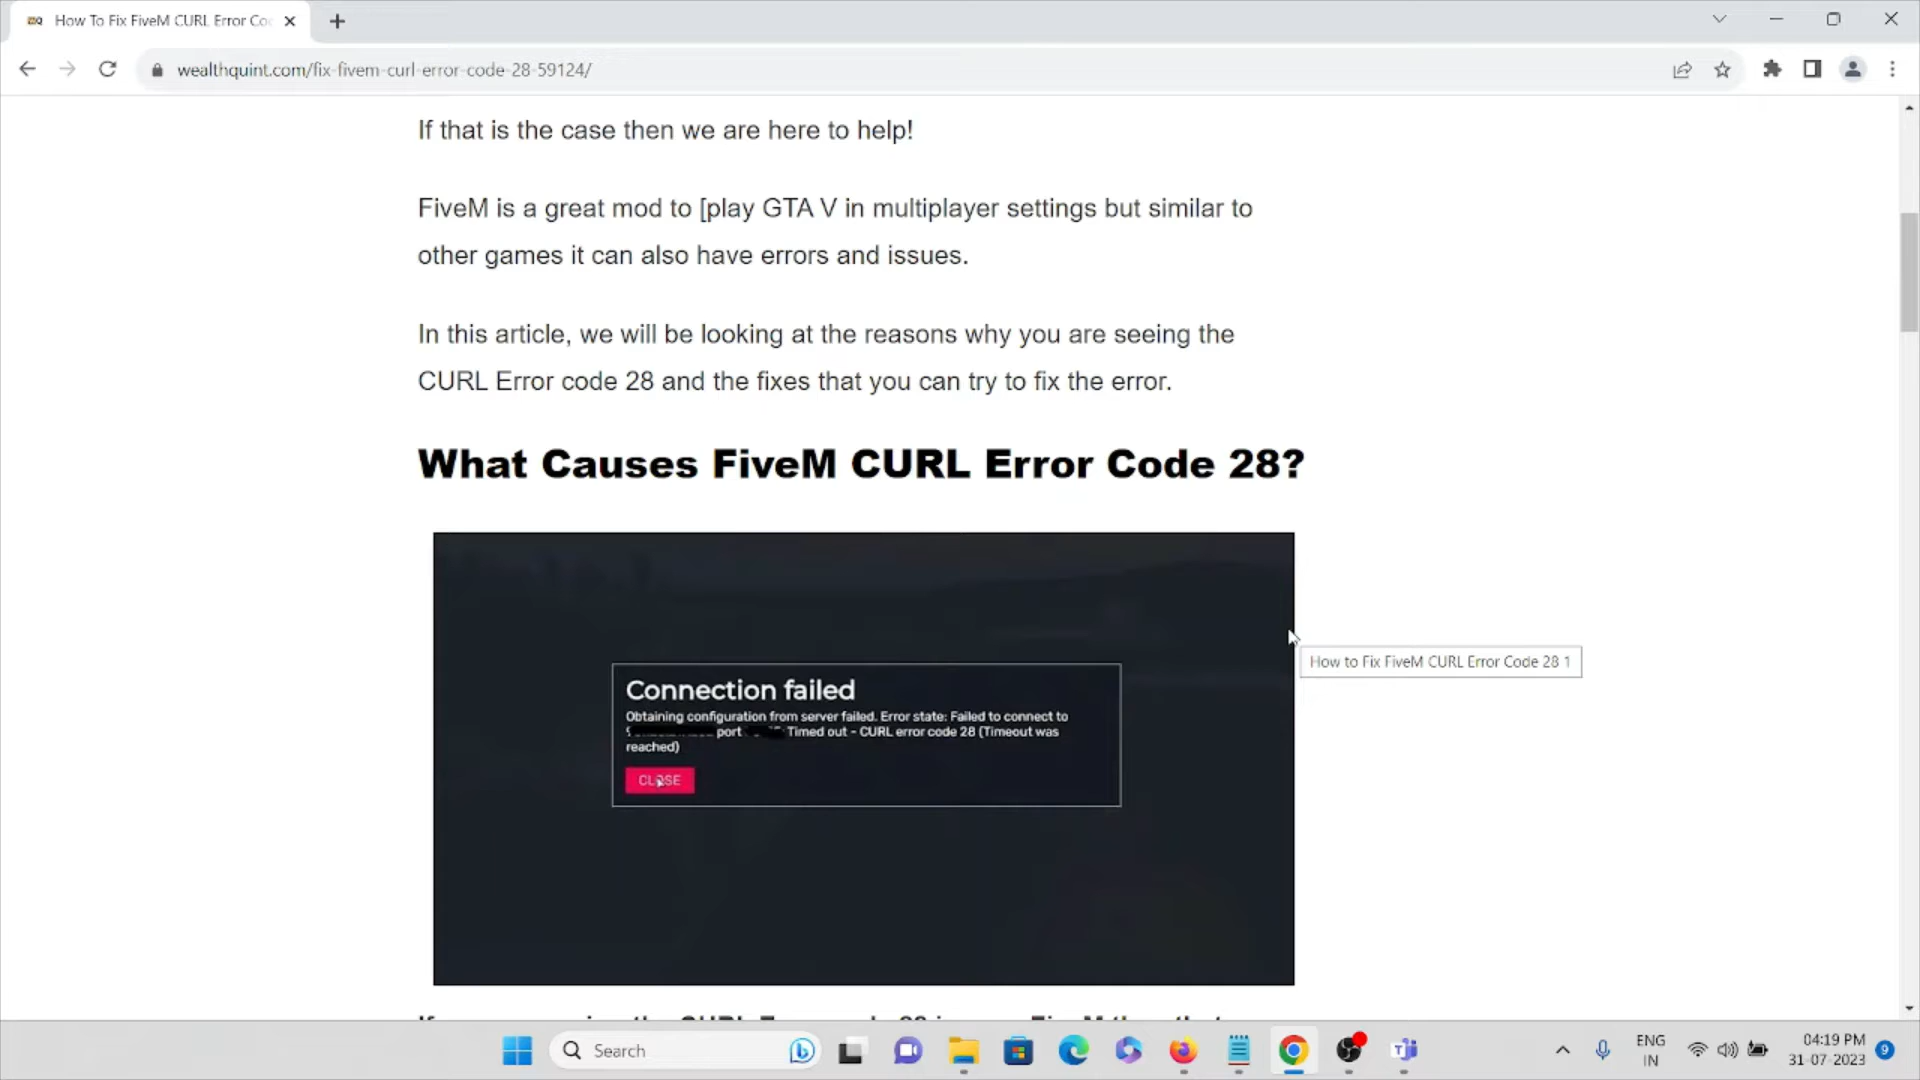 How To Fix FiveM CURL Error Co
wealthquint.com/fix-fivem-curl-error-code-28-59124/
If that is the case then we are here to help!
FiveM is a great mod to [play GTA V in multiplayer settings but similar to
other games it can also have errors and issues.
In this article, we will be looking at the reasons why you are seeing the
CURL Error code 28 and the fixes that you can try to fix the error.
What Causes FiveM CURL Error Code 28?
Connection failed
Obtaining configuration from server failed. Error state: Failed to connect to
port Timed out - CURL error code 28 (Timeout was
reached)
CLOSE
How to Fix FiveM CURL Error Code 28 1
Search
ENG
IN
04:19 PM
31-07-2023
9